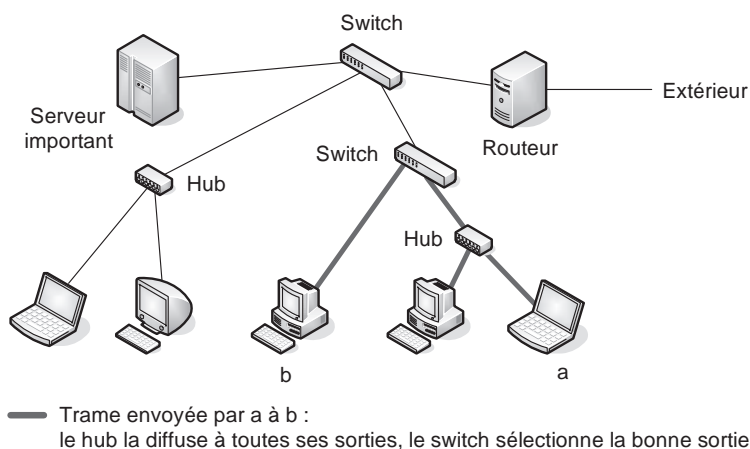 Switch
Serveur
important
Extérieur
Routeur
Switch
Hub
Hub
b
a
Trame envoyée par a à b :
le hub la diffuse à toutes ses sorties, le switch sélectionne la bonne sortie